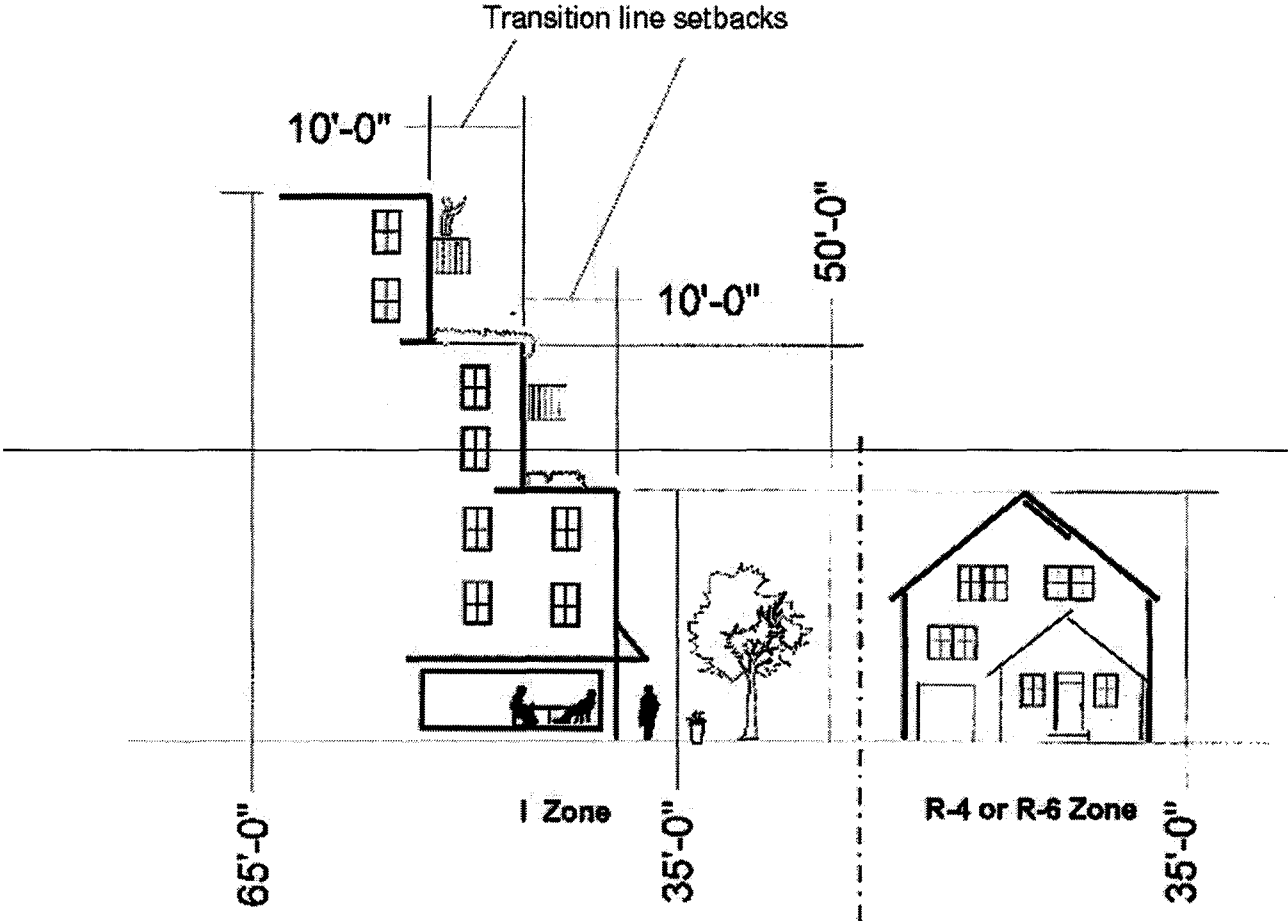 Transition line setbacks
10'-0"
50'-0"
10'-0"
I Zone
R-4 or R-6 Zone
65'-0"
35'-0"
35'-0"